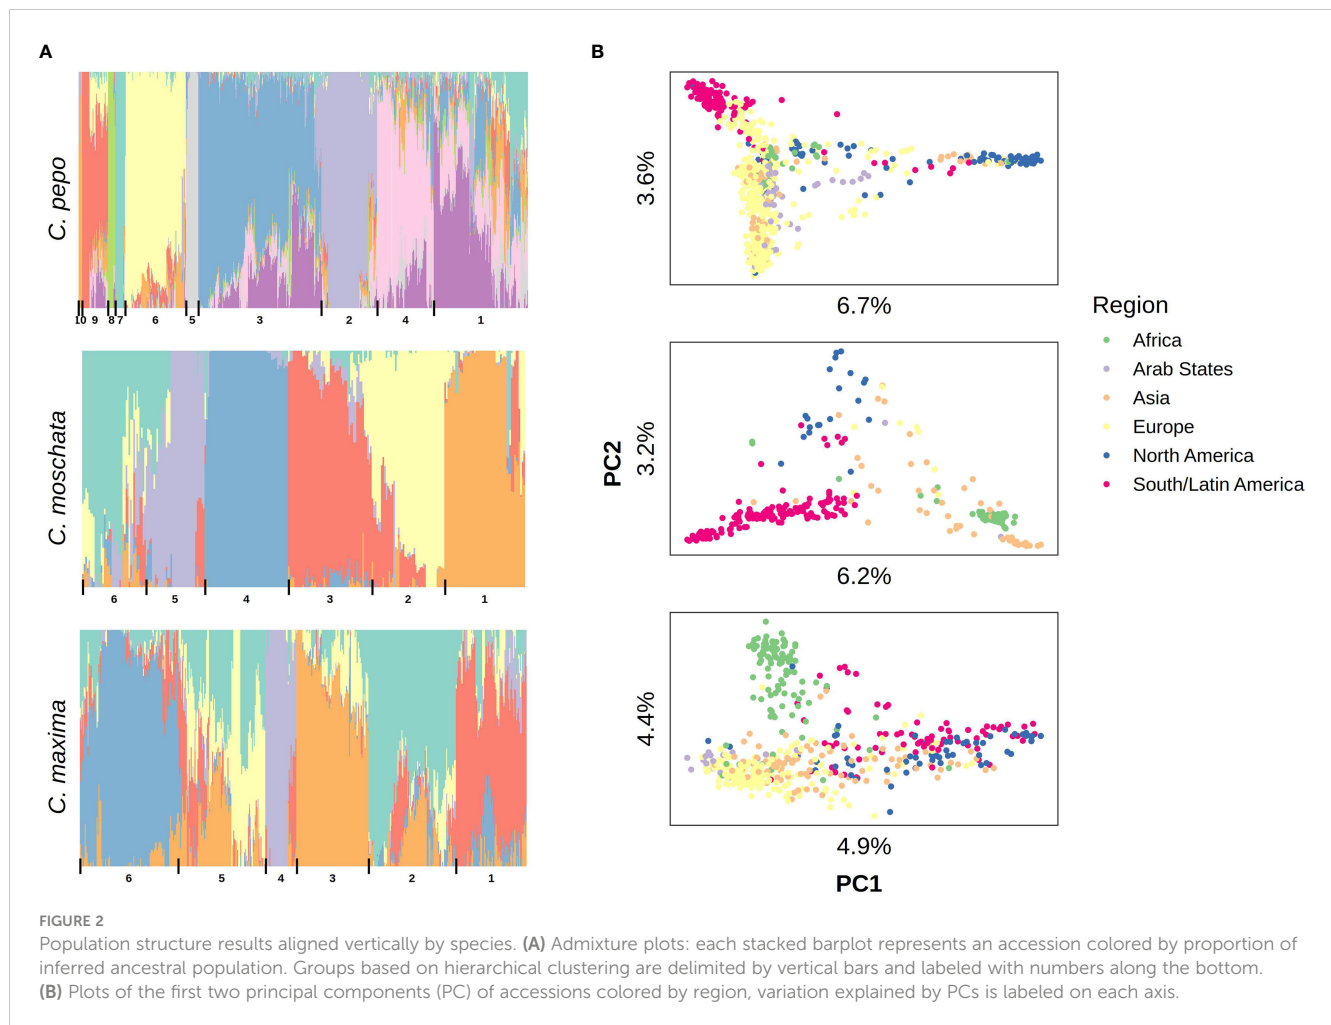 A
B
C. pepo
10 9 8 7 6 5 3 2 4 1
3.6%
6.7%
C. moschata
6 5 4 3 2 1
PC2
3.2%
6.2%
C. maxima
6 5 4 3 2 1
4.4%
4.9%
PC1
Region
Africa
Arab States
Asia
Europe
North America
South/Latin America
FIGURE 2
Population structure results aligned vertically by species. (A) Admixture plots: each stacked barplot represents an accession colored by proportion of
inferred ancestral population. Groups based on hierarchical clustering are delimited by vertical bars and labeled with numbers along the bottom.
(B) Plots of the first two principal components (PC) of accessions colored by region, variation explained by PCs is labeled on each axis.